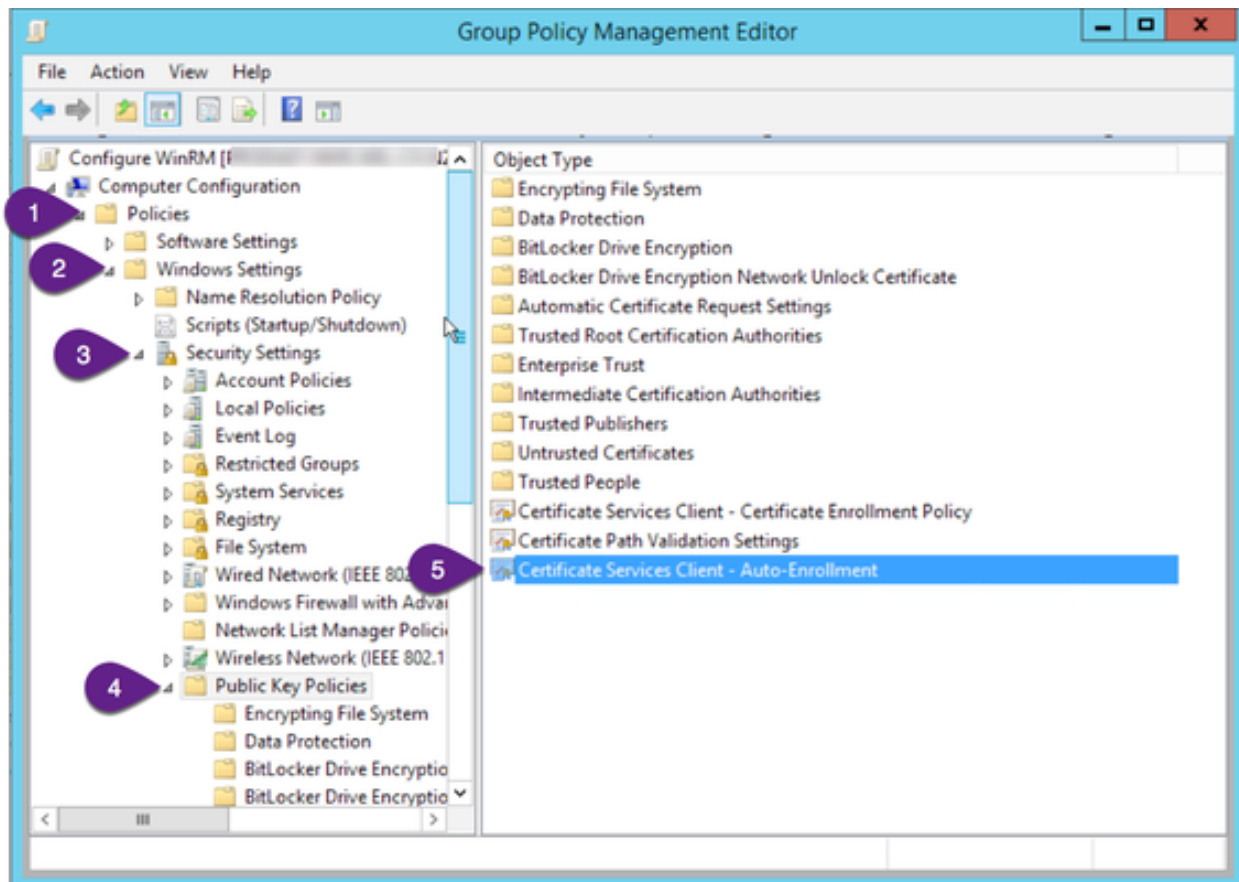 Group Policy Management Editor
File Action View Help
Configure WinRM [
Computer Configuration
1 Policies
Software Settings
2 Windows Settings
Name Resolution Policy
Scripts (Startup/Shutdown)
3 Security Settings
Account Policies
Local Policies
Event Log
Restricted Groups
System Services
Registry
File System
Wired Network (IEEE 802
Windows Firewall with Advan
Network List Manager Polici
Wireless Network (IEEE 802.1
4 Public Key Policies
Encrypting File System
Data Protection
BitLocker Drive Encryptio
BitLocker Drive Encryptio
Object Type
Encrypting File System
Data Protection
BitLocker Drive Encryption
BitLocker Drive Encryption Network Unlock Certificate
Automatic Certificate Request Settings
Trusted Root Certification Authorities
Enterprise Trust
Intermediate Certification Authorities
Trusted Publishers
Untrusted Certificates
Trusted People
Certificate Services Client - Certificate Enrollment Policy
Certificate Path Validation Settings
5 Certificate Services Client - Auto-Enrollment